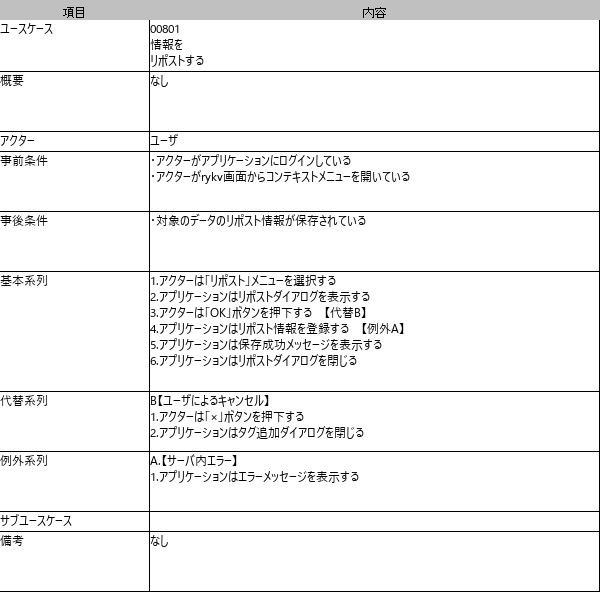 項目 内容
ユースケース 00801
情報を
リポストする
概要 なし
アクター ユーザ
事前条件 ・アクターがアプリケーションにログインしている
・アクターがrykv画面からコンテキストメニューを開いている
事後条件 ・対象のデータのリポスト情報が保存されている
基本系列 1.アクターは「リポスト」メニューを選択する
2.アプリケーションはリポストダイアログを表示する
3.アクターは「OK」ボタンを押下する 【代替B】
4.アプリケーションはリポスト情報を登録する 【例外A】
5.アプリケーションは保存成功メッセージを表示する
6.アプリケーションはリポストダイアログを閉じる
代替系列 B【ユーザによるキャンセル】
1.アクターは「×」ボタンを押下する
2.アプリケーションはタグ追加ダイアログを閉じる
例外系列 A.【サーバ内エラー】
1.アプリケーションはエラーメッセージを表示する
サブユースケース
備考 なし